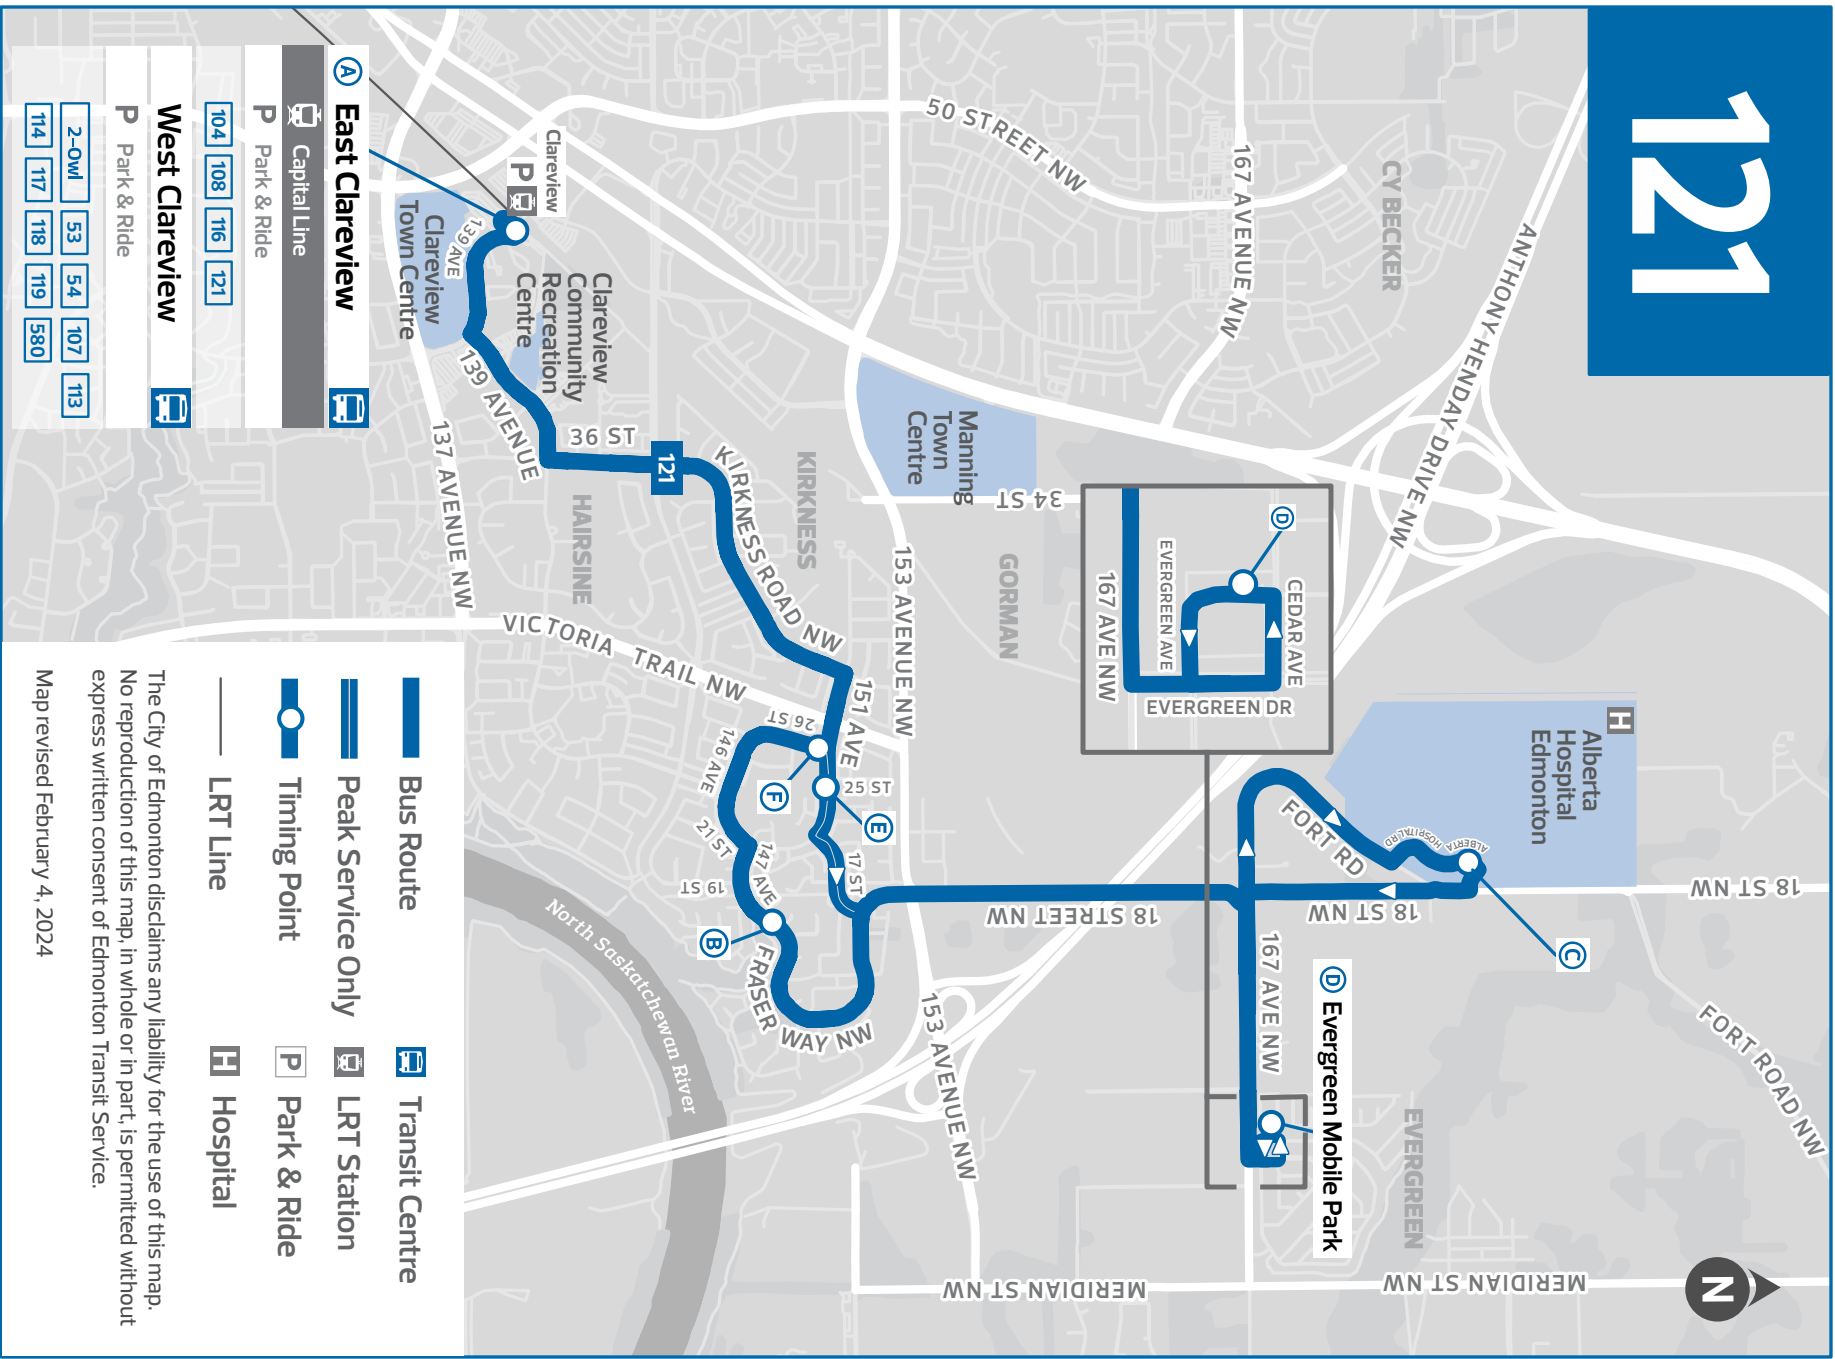 121
A East Clareview
Capital Line
P Park & Ride
104 108 116 121
West Clareview
P Park & Ride
2-Owl 53 54 107 113
114 117 118 119 580
Clareview
P
139 AVE
Clareview
Town Centre
Clareview
Community
Recreation
Centre
139 AVENUE
36 ST
121
137 AVENUE NW
HAIRSINE
KIRKNESS ROAD NW
KIRKNESS
50 STREET NW
167 AVENUE NW
CY BECKER
ANTHONY HENDAY DRIVE NW
Manning
Town
Centre
34 ST
153 AVENUE NW
GORMAN
VICTORIA TRAIL NW
151 AVE
26 ST
146 AVE
F
25 ST
E
21 ST
147 AVE
19 ST
17 ST
B
FRASER WAY NW
North Saskatchewan River
18 STREET NW
153 AVENUE NW
D
CEDAR AVE
EVERGREEN AVE
167 AVE NW
EVERGREEN DR
H
Alberta
Hospital
Edmonton
FORT RD
ALBERTA HOSPITAL RD
18 ST NW
18 ST NW
C
167 AVE NW
D Evergreen Mobile Park
EVERGREEN
FORT ROAD NW
MERIDIAN ST NW
MERIDIAN ST NW
N
Bus Route
Peak Service Only
Timing Point
LRT Line
Transit Centre
LRT Station
P Park & Ride
H Hospital
The City of Edmonton disclaims any liability for the use of this map.
No reproduction of this map, in whole or in part, is permitted without
express written consent of Edmonton Transit Service.
Map revised February 4, 2024